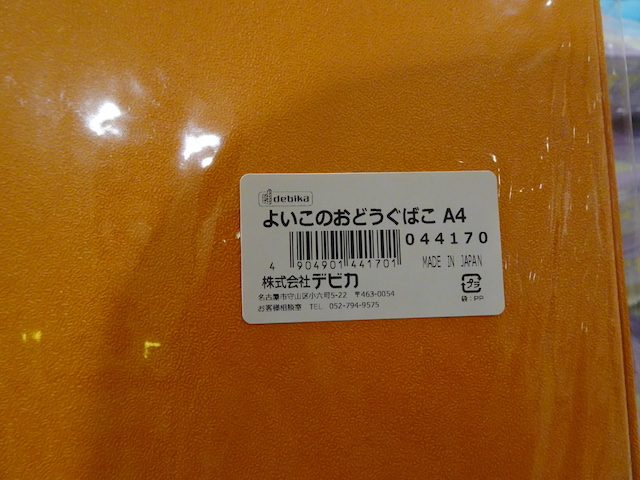 debika
よいこのおどうぐばこ A4
044170
4 904901 441701
MADE IN JAPAN
株式会社デビカ
プラ
名古屋市守山区小六町5-22 〒463-0054
お客様相談室 TEL 052-794-9575
:PP